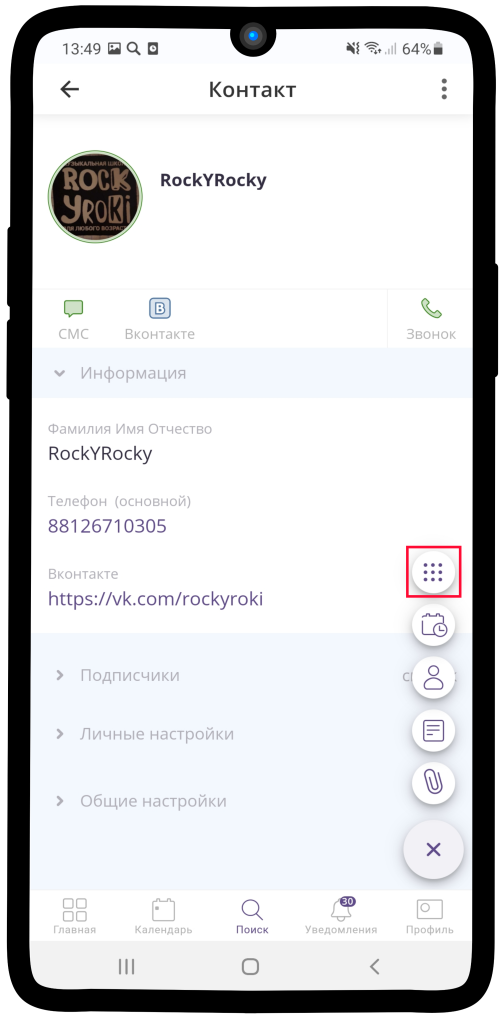 13:49
64%
Контакт
МУЗЫКАЛЬНАЯ ШКОЛА
ROCK
YROKI
ДЛЯ ЛЮБОГО ВОЗРАСТА
RockYRocky
СМС
Вконтакте
Звонок
Информация
Фамилия Имя Отчество
RockYRocky
Телефон (основной)
88126710305
Вконтакте
https://vk.com/rockyroki
Подписчики
Личные настройки
Общие настройки
30
Главная
Календарь
Поиск
Уведомления
Профиль